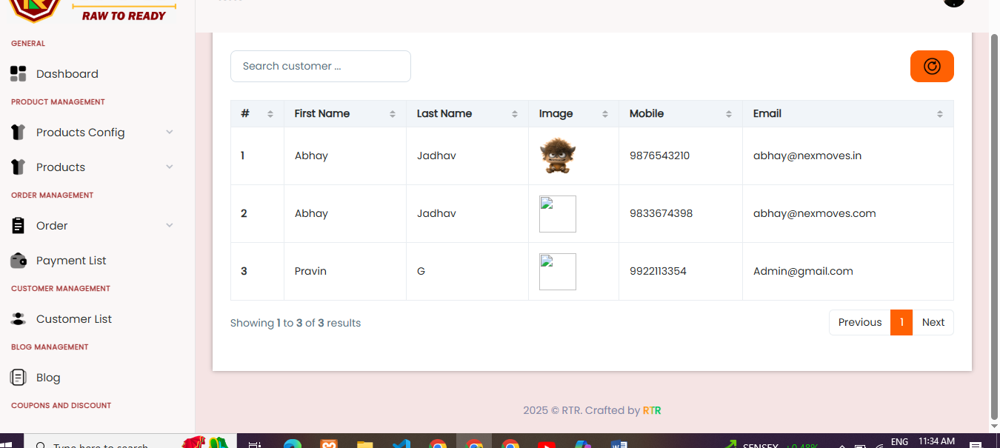 RAW TO READY
GENERAL
Dashboard
PRODUCT MANAGEMENT
Products Config
Products
ORDER MANAGEMENT
Order
Payment List
CUSTOMER MANAGEMENT
Customer List
BLOG MANAGEMENT
Blog
COUPONS AND DISCOUNT
Search customer ...
# First Name Last Name Image Mobile Email
1 Abhay Jadhav 9876543210 abhay@nexmoves.in
2 Abhay Jadhav 9833674398 abhay@nexmoves.com
3 Pravin G 9922113354 Admin@gmail.com
Showing 1 to 3 of 3 results
Previous 1 Next
2025 © RTR. Crafted by RTR
Type here to search
SENSEX +0.48% ENG 11:34 AM